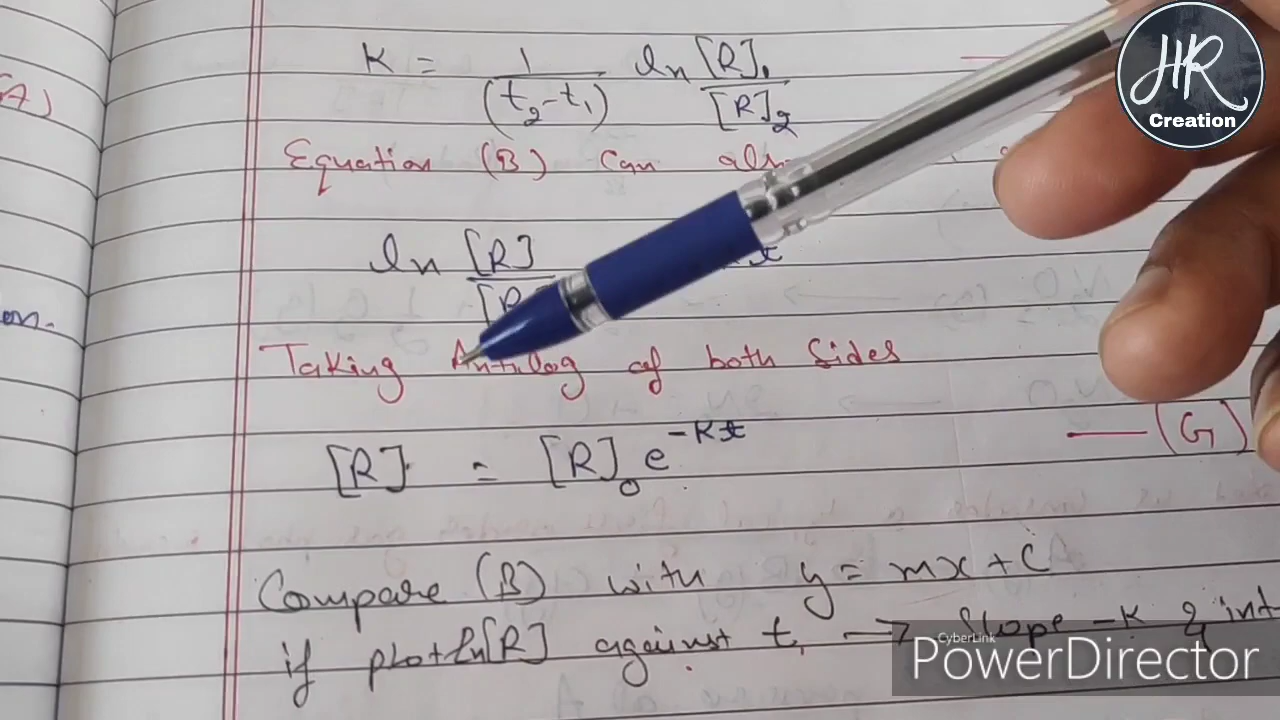 K = 1/(t₂-t₁) ln [R]₁/[R]₂
A)
Equation (B) can
ln [R]
Taking Antilog of both sides
[R] = [R]₀ e^-Kt —(G)
Compare (B) with y = mx + C
if plot ln[R] against t, → slope -K & int
HR
Creation
CyberLink
PowerDirector